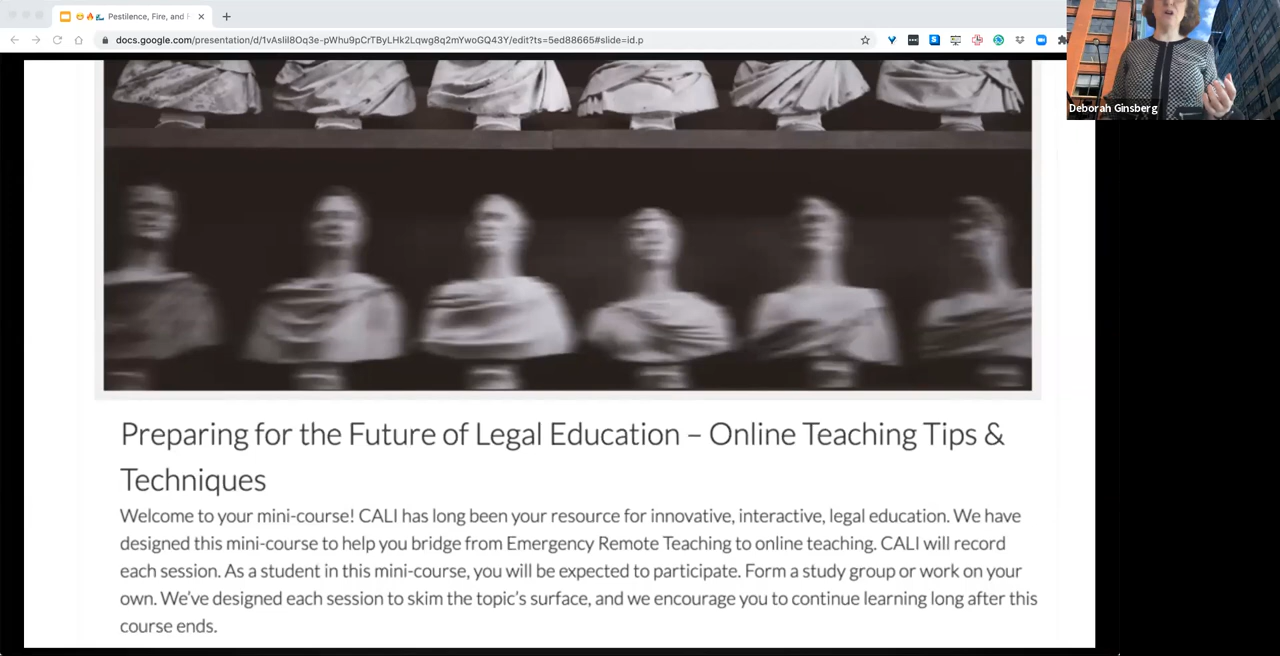 Pestilence, Fire, and H
docs.google.com/presentation/d/1vAsliI8Oq3e-pWhu9pCrTByLHk2Lqwg8q2mYwoGQ43Y/edit?ts=5ed88665#slide=id.p
Deborah Ginsberg
Preparing for the Future of Legal Education – Online Teaching Tips &
Techniques
Welcome to your mini-course! CALI has long been your resource for innovative, interactive, legal education. We have
designed this mini-course to help you bridge from Emergency Remote Teaching to online teaching. CALI will record
each session. As a student in this mini-course, you will be expected to participate. Form a study group or work on your
own. We've designed each session to skim the topic's surface, and we encourage you to continue learning long after this
course ends.